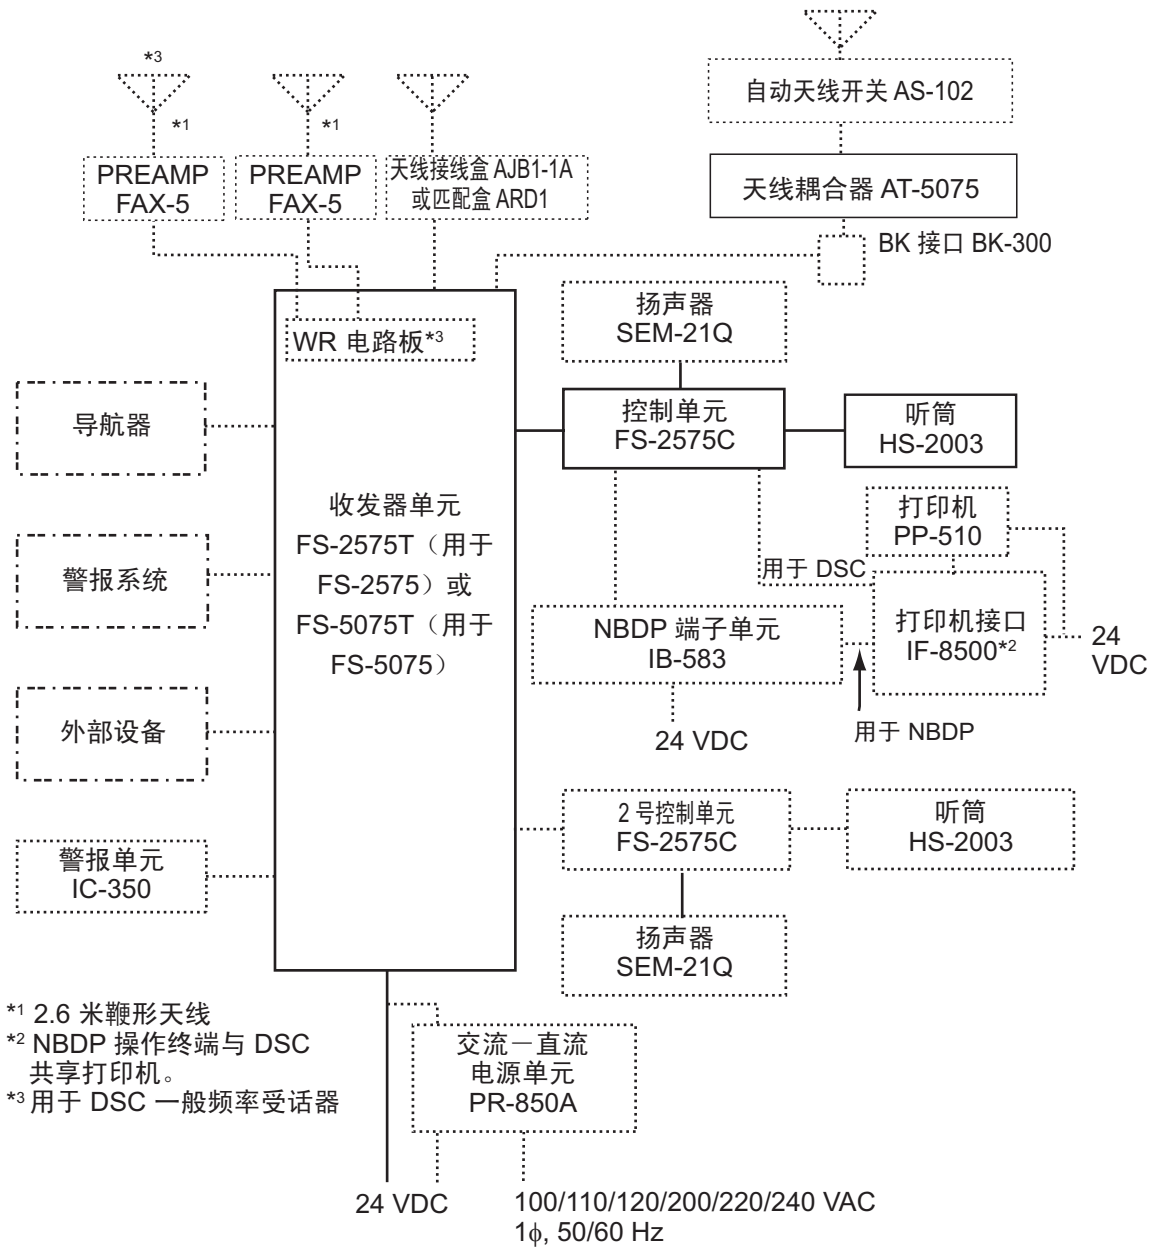 *3
*1
*1
PREAMP
FAX-5
PREAMP
FAX-5
天线接线盒 AJB1-1A
或匹配盒 ARD1
自动天线开关 AS-102
天线耦合器 AT-5075
BK 接口 BK-300
扬声器
SEM-21Q
WR 电路板*3
导航器
控制单元
FS-2575C
听筒
HS-2003
收发器单元
FS-2575T（用于
FS-2575）或
FS-5075T（用于
FS-5075）
打印机
PP-510
警报系统
用于 DSC
NBDP 端子单元
IB-583
打印机接口
IF-8500*2
24
VDC
外部设备
24 VDC
用于 NBDP
2 号控制单元
FS-2575C
听筒
HS-2003
警报单元
IC-350
扬声器
SEM-21Q
*1 2.6 米鞭形天线
*2 NBDP 操作终端与 DSC
共享打印机。
*3 用于 DSC 一般频率受话器
交流－直流
电源单元
PR-850A
24 VDC
100/110/120/200/220/240 VAC
1ϕ, 50/60 Hz